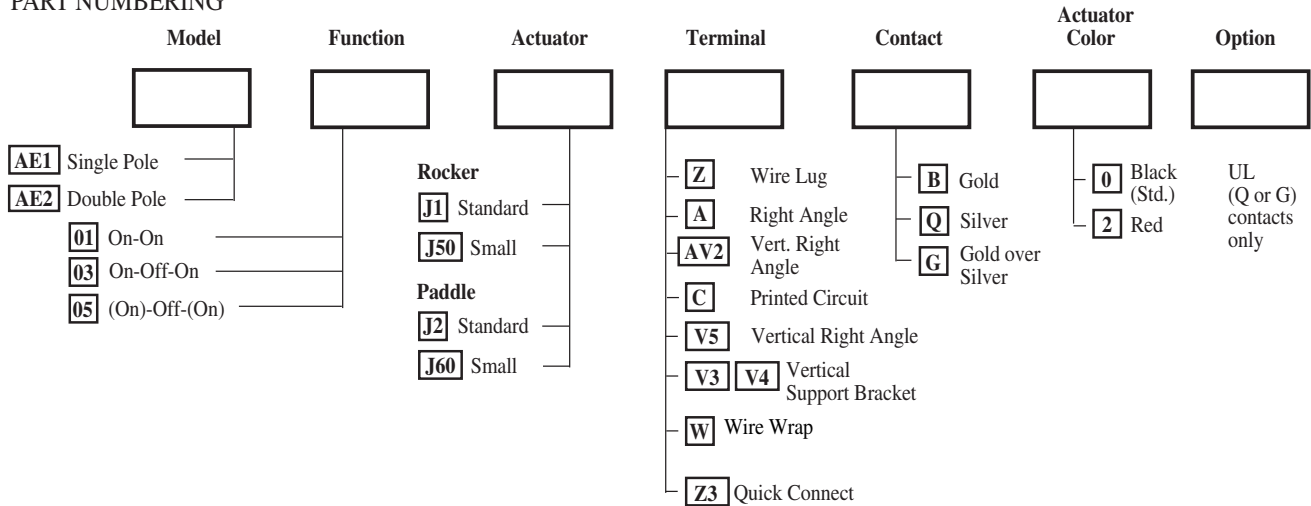 PART NUMBERING
Model Function Actuator Terminal Contact Actuator Color Option
AE1 Single Pole
AE2 Double Pole
01 On-On
03 On-Off-On
05 (On)-Off-(On)
Rocker
J1 Standard
J50 Small
Paddle
J2 Standard
J60 Small
Z Wire Lug
A Right Angle
AV2 Vert. Right
Angle
C Printed Circuit
V5 Vertical Right Angle
V3 V4 Vertical
Support Bracket
W Wire Wrap
Z3 Quick Connect
B Gold
Q Silver
G Gold over
Silver
0 Black
(Std.)
2 Red
UL
(Q or G)
contacts
only